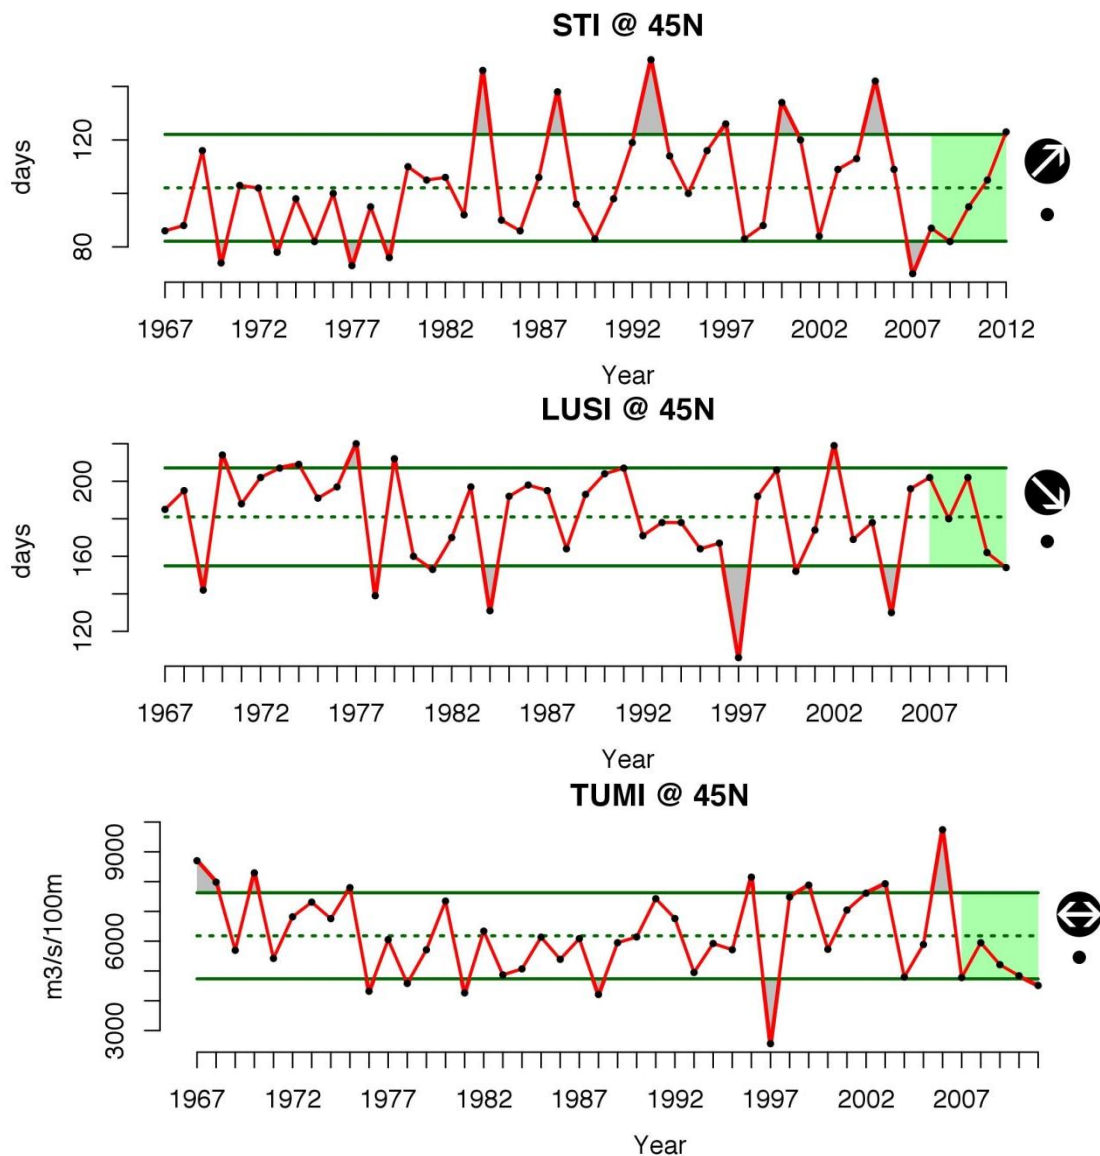 STI @ 45N
days
120
80
1967 1972 1977 1982 1987 1992 1997 2002 2007 2012
Year
LUSI @ 45N
days
200
160
120
1967 1972 1977 1982 1987 1992 1997 2002 2007
Year
TUMI @ 45N
m3/s/100m
9000
6000
3000
1967 1972 1977 1982 1987 1992 1997 2002 2007
Year